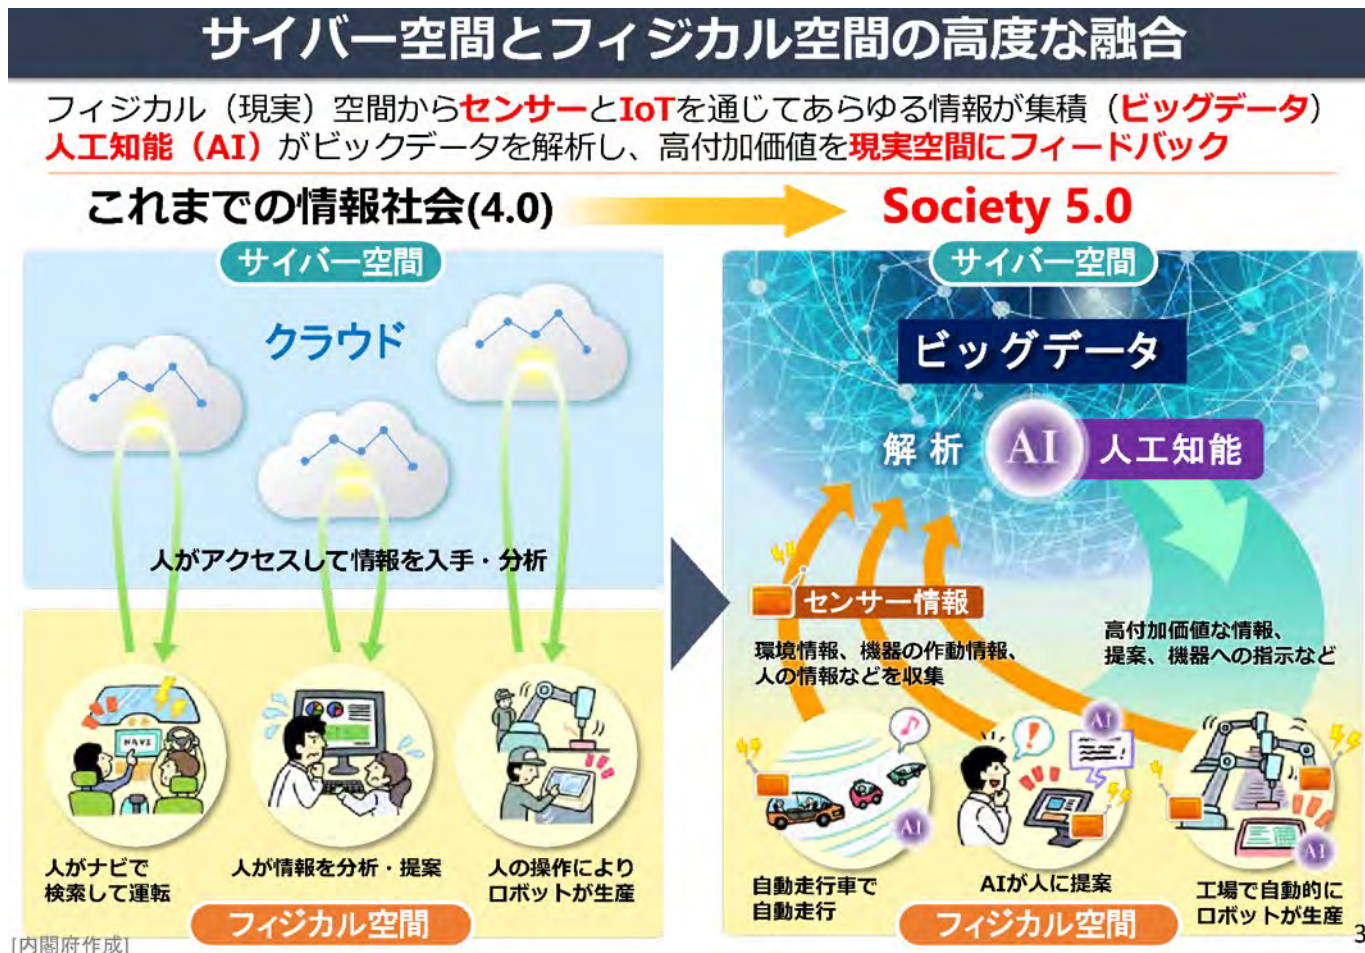 サイバー空間とフィジカル空間の高度な融合
フィジカル（現実）空間からセンサーとIoTを通じてあらゆる情報が集積（ビッグデータ）
人工知能（AI）がビックデータを解析し、高付加価値を現実空間にフィードバック
これまでの情報社会(4.0)
サイバー空間
クラウド
人がアクセスして情報を入手・分析
NAVI
人がナビで
検索して運転
人が情報を分析・提案
人の操作により
ロボットが生産
フィジカル空間
Society 5.0
サイバー空間
ビッグデータ
解析 AI 人工知能
センサー情報
環境情報、機器の作動情報、
人の情報などを収集
高付加価値な情報、
提案、機器への指示など
AI
AI
AI
自動走行車で
自動走行
AIが人に提案
工場で自動的に
ロボットが生産
フィジカル空間
[内閣府作成]
3